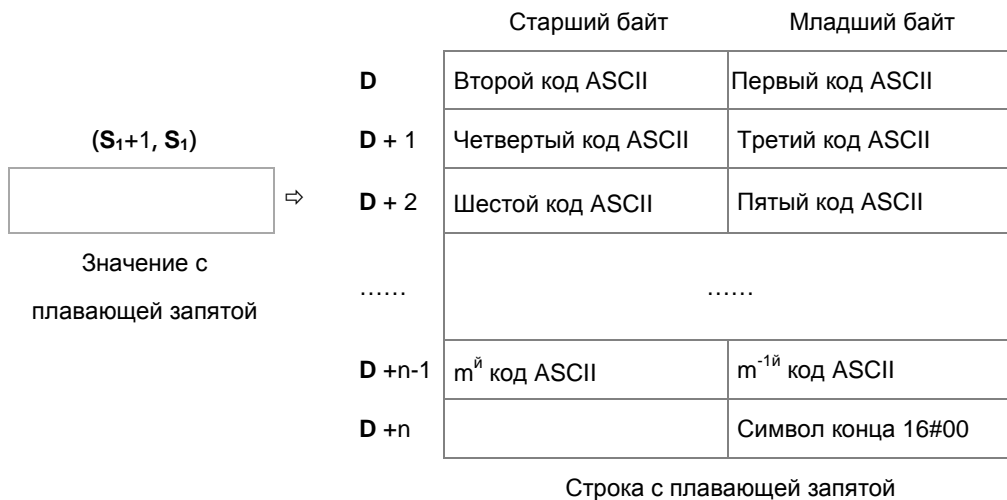 Старший байт Младший байт
D Второй код ASCII Первый код ASCII
(S₁+1, S₁) D + 1 Четвертый код ASCII Третий код ASCII
⇨ D + 2 Шестой код ASCII Пятый код ASCII
Значение с
плавающей запятой
…… ……
D +n-1 mй код ASCII m-1й код ASCII
D +n Символ конца 16#00
Строка с плавающей запятой